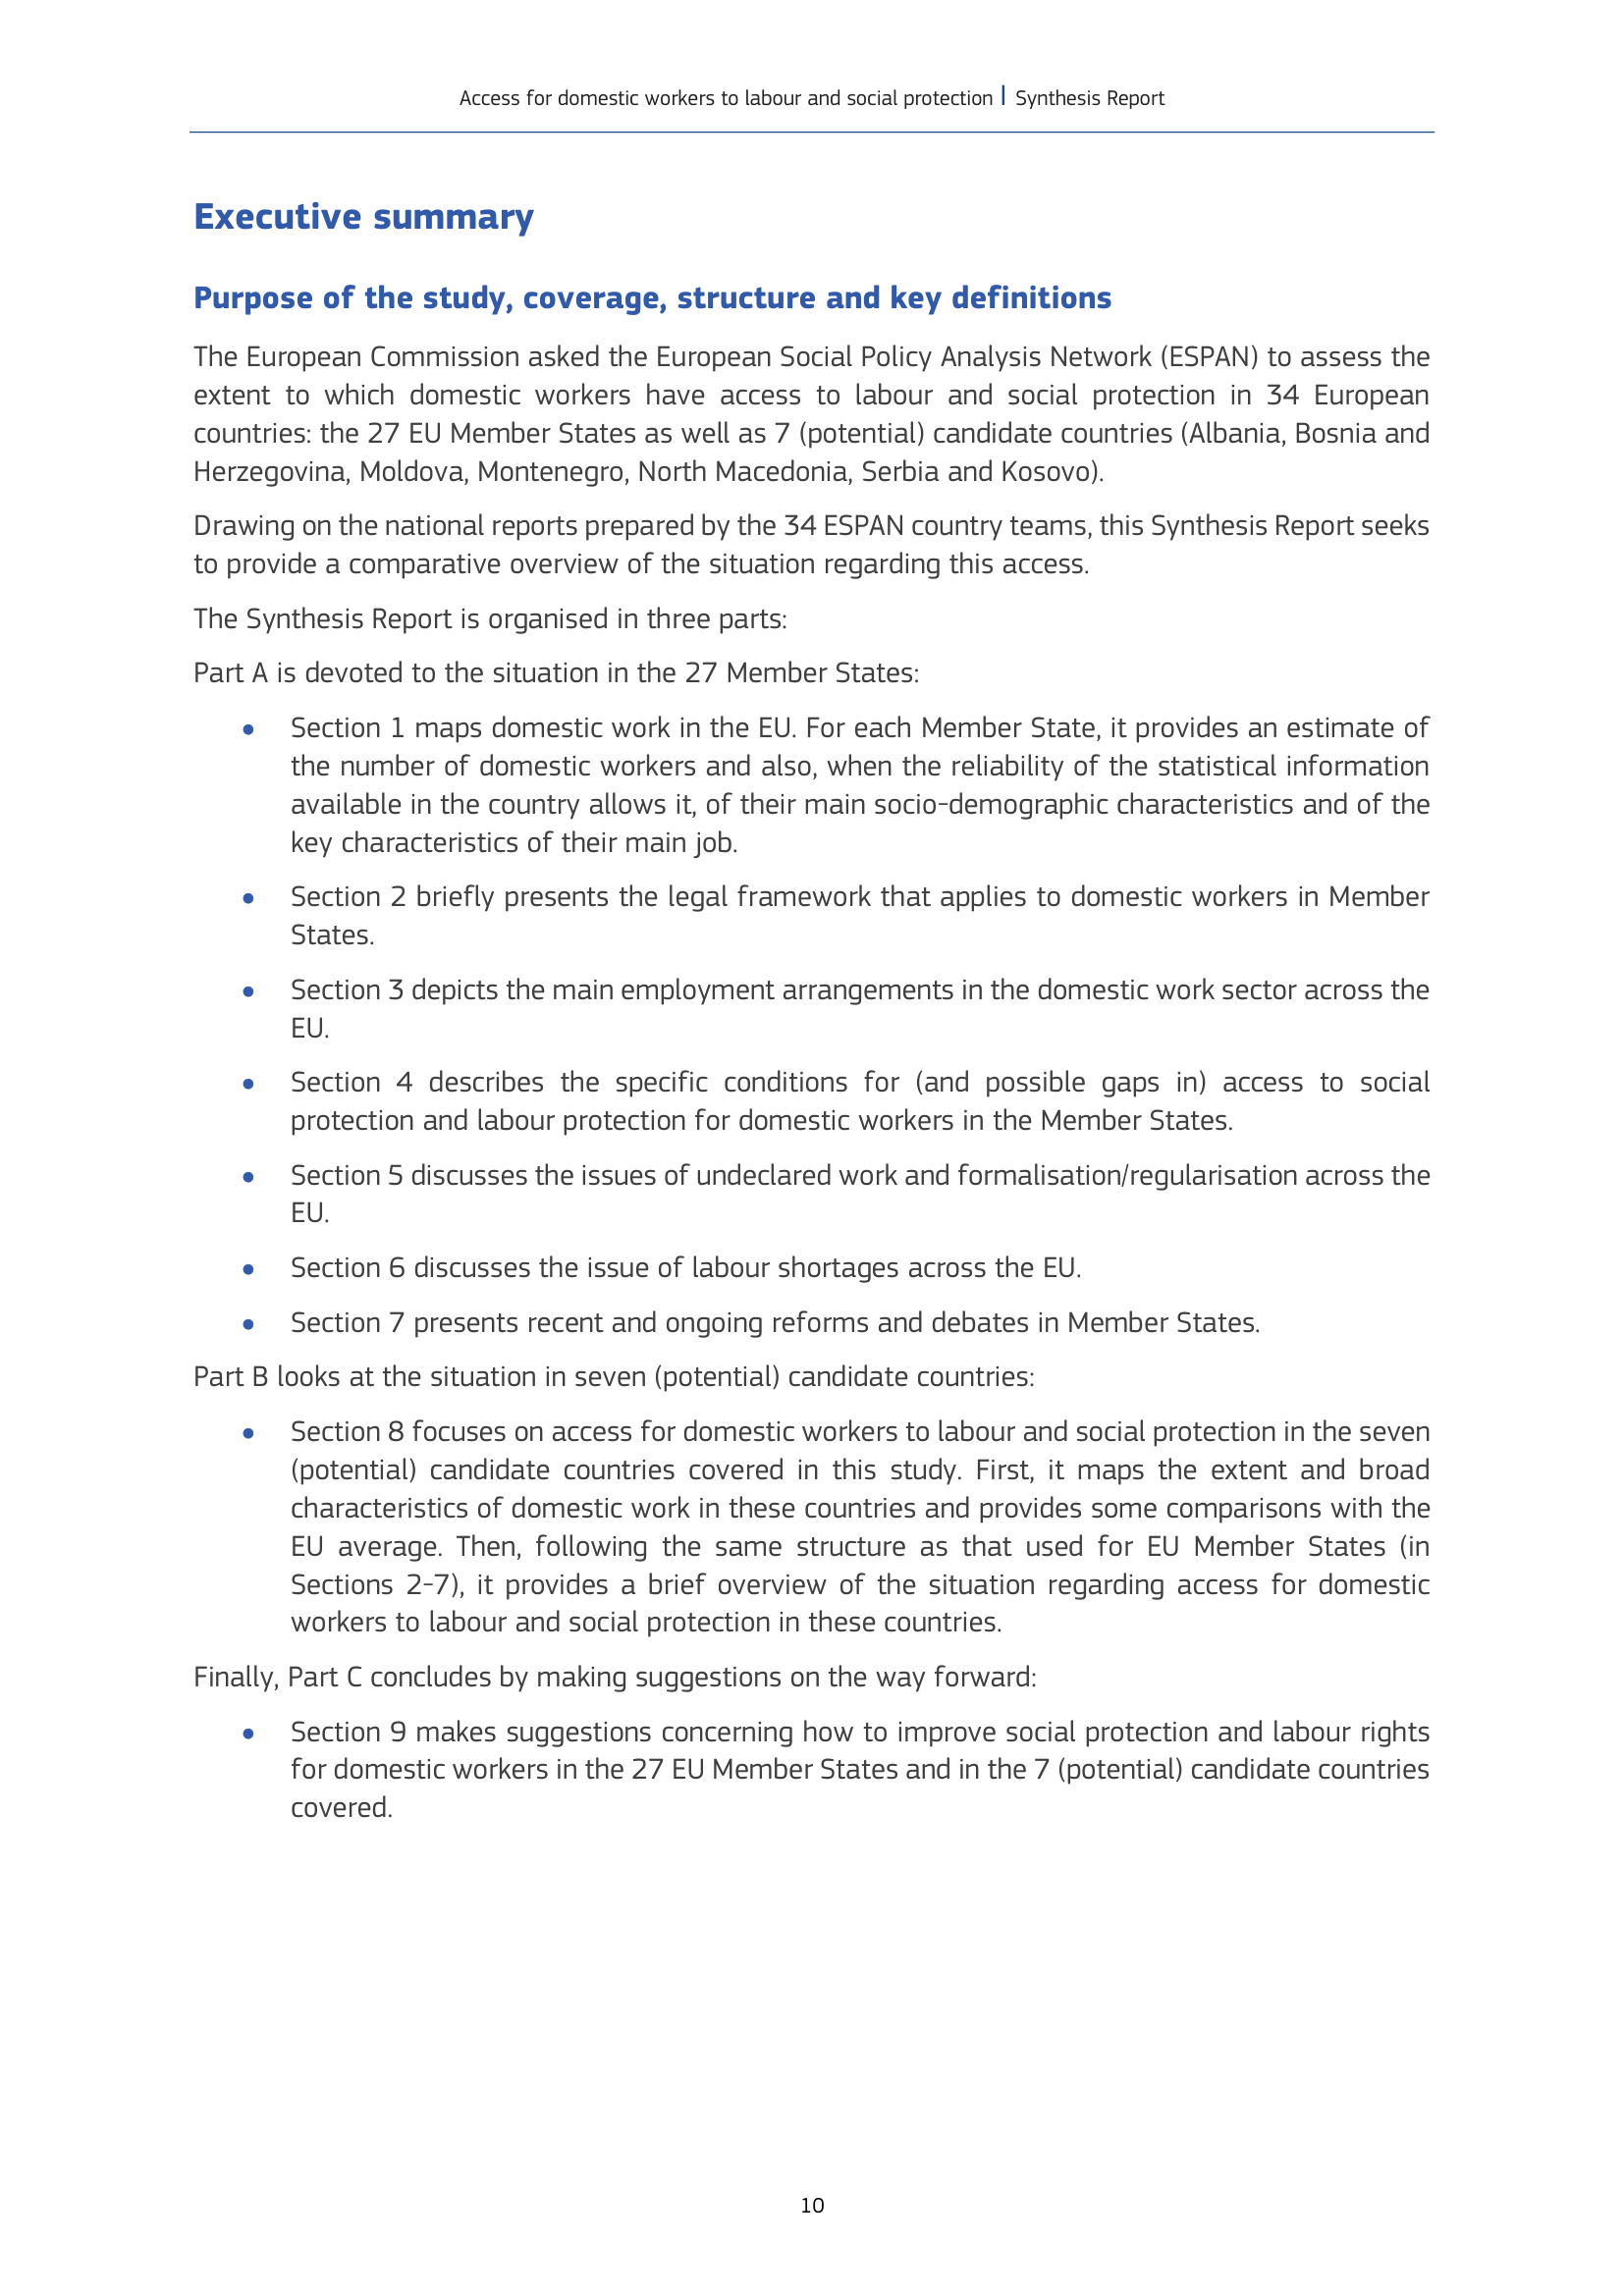 Access for domestic workers to labour and social protection | Synthesis Report
Executive summary
Purpose of the study, coverage, structure and key definitions
The European Commission asked the European Social Policy Analysis Network (ESPAN) to assess the
extent to which domestic workers have access to labour and social protection in 34 European
countries: the 27 EU Member States as well as 7 (potential) candidate countries (Albania, Bosnia and
Herzegovina, Moldova, Montenegro, North Macedonia, Serbia and Kosovo).
Drawing on the national reports prepared by the 34 ESPAN country teams, this Synthesis Report seeks
to provide a comparative overview of the situation regarding this access.
The Synthesis Report is organised in three parts:
Part A is devoted to the situation in the 27 Member States:
• Section 1 maps domestic work in the EU. For each Member State, it provides an estimate of
the number of domestic workers and also, when the reliability of the statistical information
available in the country allows it, of their main socio-demographic characteristics and of the
key characteristics of their main job.
• Section 2 briefly presents the legal framework that applies to domestic workers in Member
States.
• Section 3 depicts the main employment arrangements in the domestic work sector across the
EU.
• Section 4 describes the specific conditions for (and possible gaps in) access to social
protection and labour protection for domestic workers in the Member States.
• Section 5 discusses the issues of undeclared work and formalisation/regularisation across the
EU.
• Section 6 discusses the issue of labour shortages across the EU.
• Section 7 presents recent and ongoing reforms and debates in Member States.
Part B looks at the situation in seven (potential) candidate countries:
• Section 8 focuses on access for domestic workers to labour and social protection in the seven
(potential) candidate countries covered in this study. First, it maps the extent and broad
characteristics of domestic work in these countries and provides some comparisons with the
EU average. Then, following the same structure as that used for EU Member States (in
Sections 2-7), it provides a brief overview of the situation regarding access for domestic
workers to labour and social protection in these countries.
Finally, Part C concludes by making suggestions on the way forward:
• Section 9 makes suggestions concerning how to improve social protection and labour rights
for domestic workers in the 27 EU Member States and in the 7 (potential) candidate countries
covered.
10